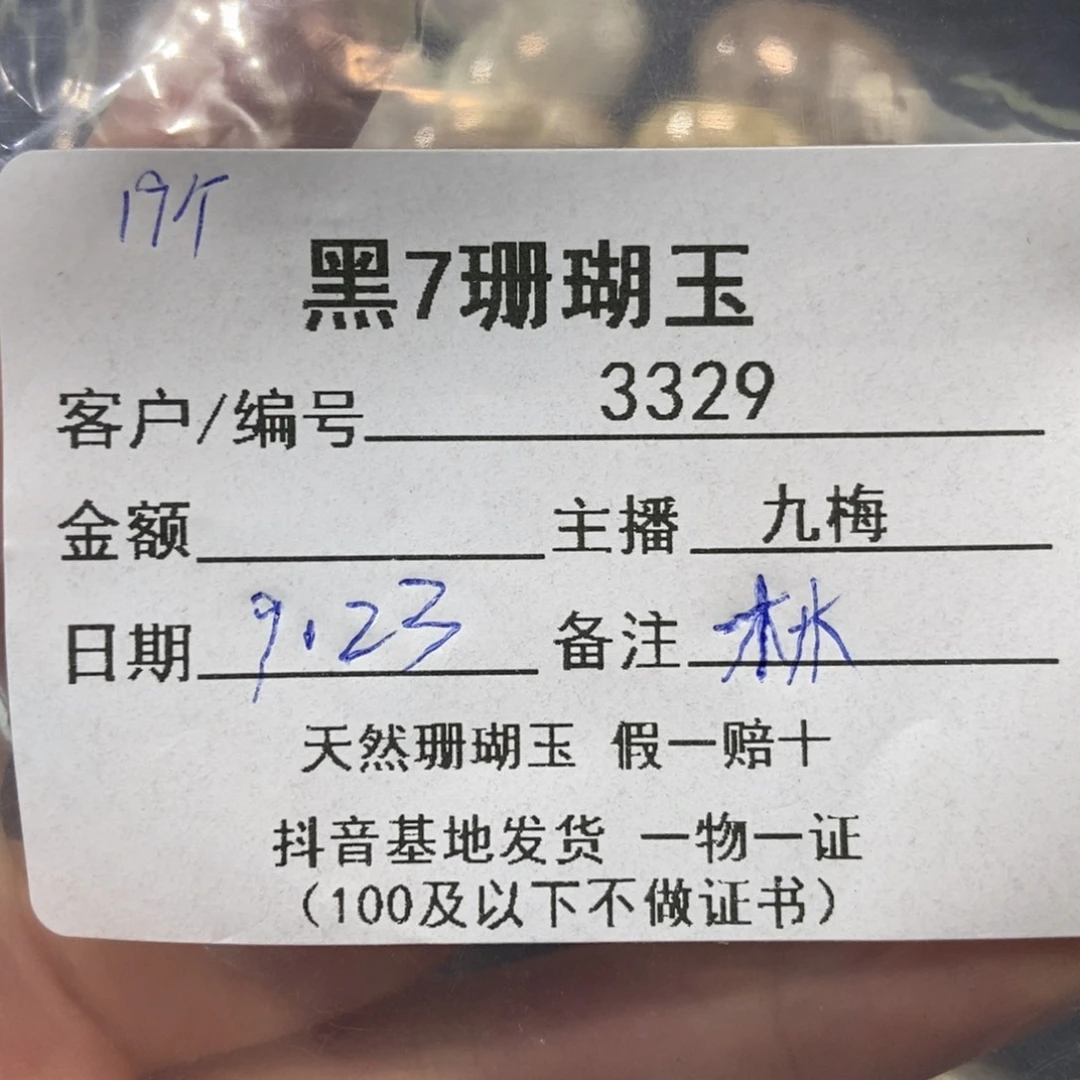 19个
黑7珊瑚玉
客户/编号 3329
金额 主播 九梅
日期 9.23 备注 林
天然珊瑚玉 假一赔十
抖音基地发货 一物一证
(100及以下不做证书)